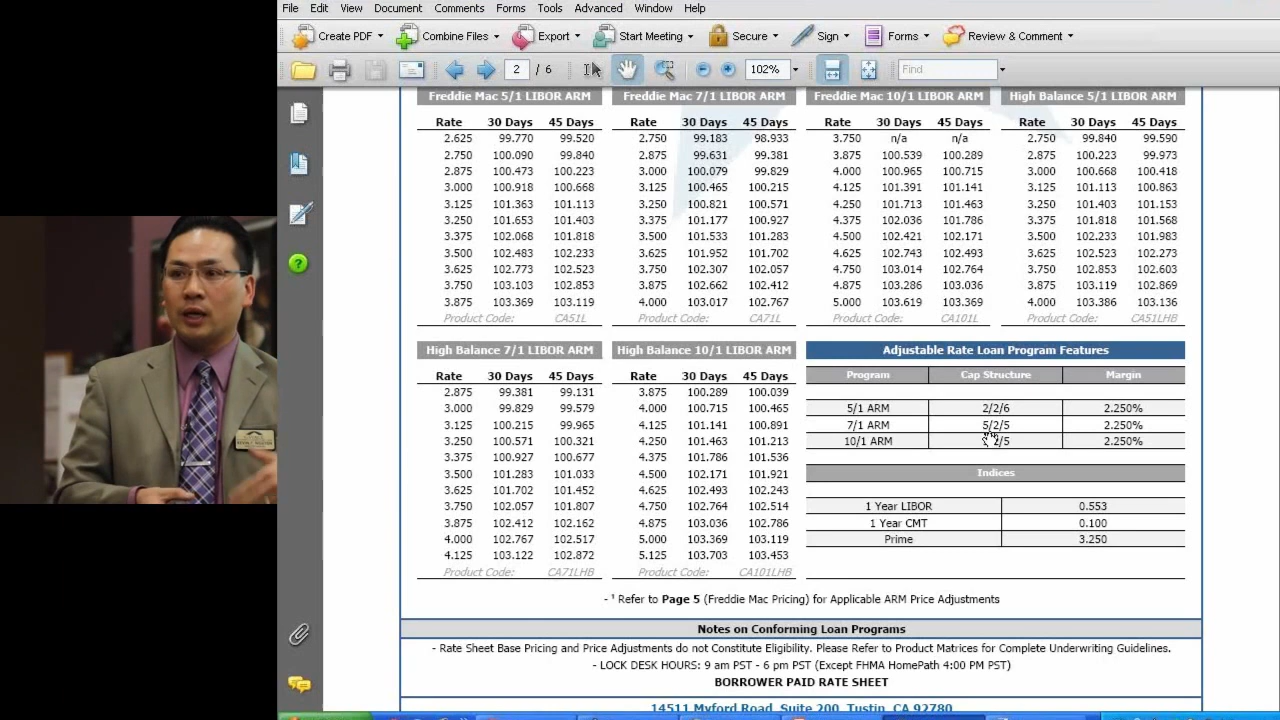 File Edit View Document Comments Forms Tools Advanced Window Help
Create PDF Combine Files Export Start Meeting Secure Sign Forms Review & Comment
2 / 6 102% Find
Freddie Mac 5/1 LIBOR ARM Freddie Mac 7/1 LIBOR ARM Freddie Mac 10/1 LIBOR ARM High Balance 5/1 LIBOR ARM
Rate 30 Days 45 Days Rate 30 Days 45 Days Rate 30 Days 45 Days Rate 30 Days 45 Days
2.625 99.770 99.520 2.750 99.183 98.933 3.750 n/a n/a 2.750 99.840 99.590
2.750 100.090 99.840 2.875 99.631 99.381 3.875 100.539 100.289 2.875 100.223 99.973
2.875 100.473 100.223 3.000 100.079 99.829 4.000 100.965 100.715 3.000 100.668 100.418
3.000 100.918 100.668 3.125 100.465 100.215 4.125 101.391 101.141 3.125 101.113 100.863
3.125 101.363 101.113 3.250 100.821 100.571 4.250 101.713 101.463 3.250 101.403 101.153
3.250 101.653 101.403 3.375 101.177 100.927 4.375 102.036 101.786 3.375 101.818 101.568
3.375 102.068 101.818 3.500 101.533 101.283 4.500 102.421 102.171 3.500 102.233 101.983
3.500 102.483 102.233 3.625 101.952 101.702 4.625 102.743 102.493 3.625 102.523 102.273
3.625 102.773 102.523 3.750 102.307 102.057 4.750 103.014 102.764 3.750 102.853 102.603
3.750 103.103 102.853 3.875 102.662 102.412 4.875 103.286 103.036 3.875 103.119 102.869
3.875 103.369 103.119 4.000 103.017 102.767 5.000 103.619 103.369 4.000 103.386 103.136
Product Code: CA51L Product Code: CA71L Product Code: CA101L Product Code: CA51LHB
High Balance 7/1 LIBOR ARM High Balance 10/1 LIBOR ARM Adjustable Rate Loan Program Features
Rate 30 Days 45 Days Rate 30 Days 45 Days Program Cap Structure Margin
2.875 99.381 99.131 3.875 100.289 100.039
3.000 99.829 99.579 4.000 100.715 100.465 5/1 ARM 2/2/6 2.250%
3.125 100.215 99.965 4.125 101.141 100.891 7/1 ARM 5/2/5 2.250%
3.250 100.571 100.321 4.250 101.463 101.213 10/1 ARM 2/5 2.250%
3.375 100.927 100.677 4.375 101.786 101.536
3.500 101.283 101.033 4.500 102.171 101.921 Indices
3.625 101.702 101.452 4.625 102.493 102.243
3.750 102.057 101.807 4.750 102.764 102.514 1 Year LIBOR 0.553
3.875 102.412 102.162 4.875 103.036 102.786 1 Year CMT 0.100
4.000 102.767 102.517 5.000 103.369 103.119 Prime 3.250
4.125 103.122 102.872 5.125 103.703 103.453
Product Code: CA71LHB Product Code: CA101LHB
- ¹ Refer to Page 5 (Freddie Mac Pricing) for Applicable ARM Price Adjustments
Notes on Conforming Loan Programs
- Rate Sheet Base Pricing and Price Adjustments do not Constitute Eligibility. Please Refer to Product Matrices for Complete Underwriting Guidelines.
- LOCK DESK HOURS: 9 am PST - 6 pm PST (Except FHMA HomePath 4:00 PM PST)
BORROWER PAID RATE SHEET
14511 Myford Road, Suite 200, Tustin, CA 92780